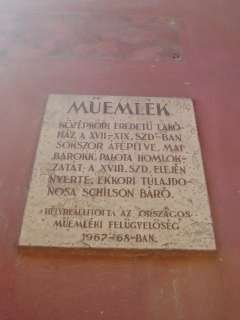 MŰEMLÉK
KÖZÉPKORI EREDETŰ LAKÓ-
HÁZ A XVII-XIX. SZD-BAN
SOKSZOR ÁTÉPÍTVE, MAI
BAROKK PALOTA HOMLOK-
ZATÁT A XVIII. SZD. ELEJÉN
NYERTE, EKKORI TULAJDO-
NOSA SCHILSON BÁRÓ.
HELYREÁLLÍTOTTA AZ ORSZÁGOS
MŰEMLÉKI FELÜGYELŐSÉG
1967-68-BAN.